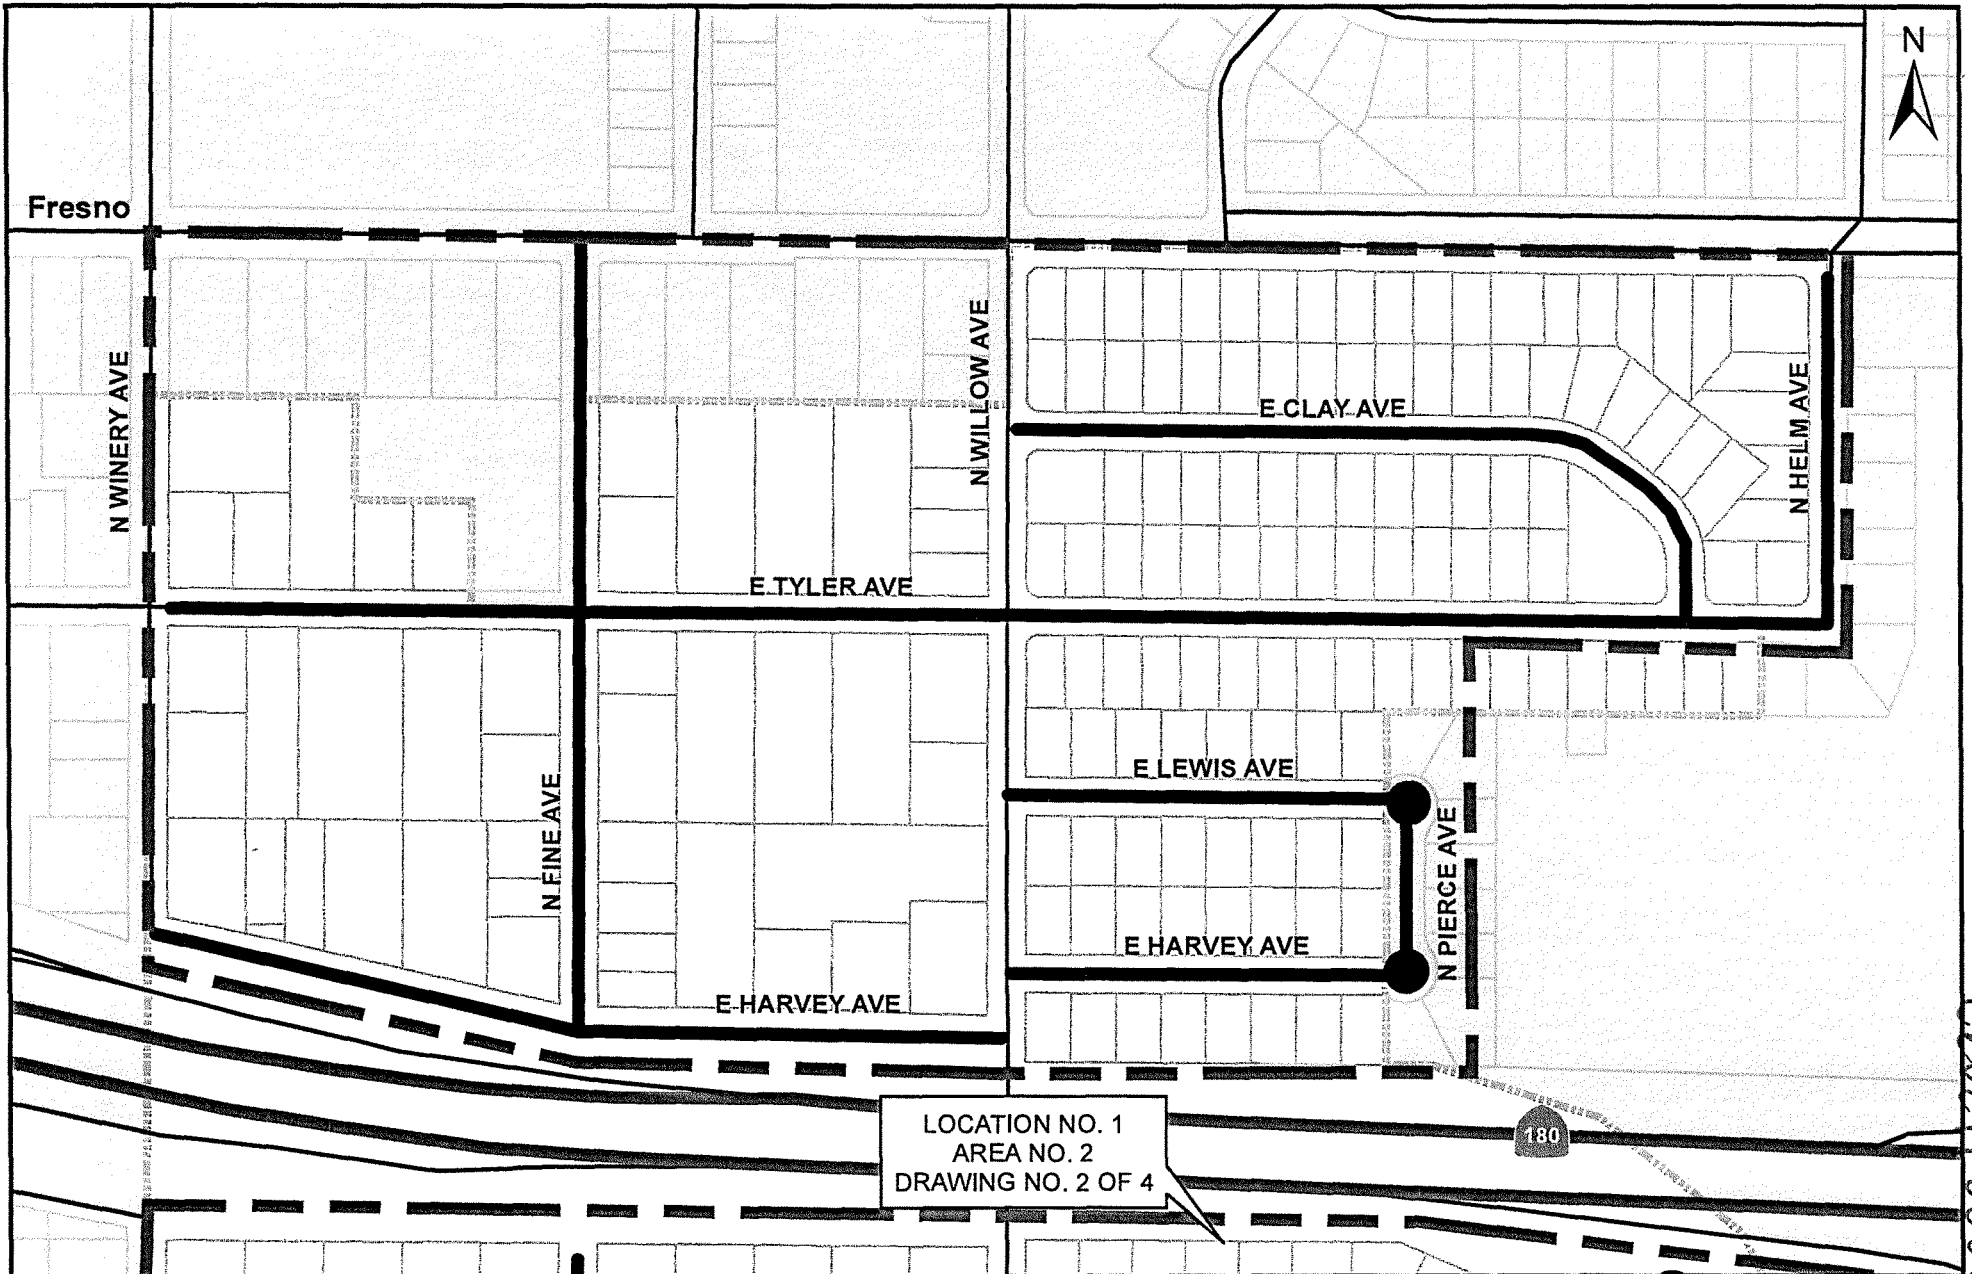 N
Fresno
N WINERY AVE
N WILLOW AVE
E CLAY AVE
N HELM AVE
E TYLER AVE
E LEWIS AVE
N FINE AVE
N PIERCE AVE
E HARVEY AVE
E HARVEY AVE
LOCATION NO. 1
AREA NO. 2
DRAWING NO. 2 OF 4
180